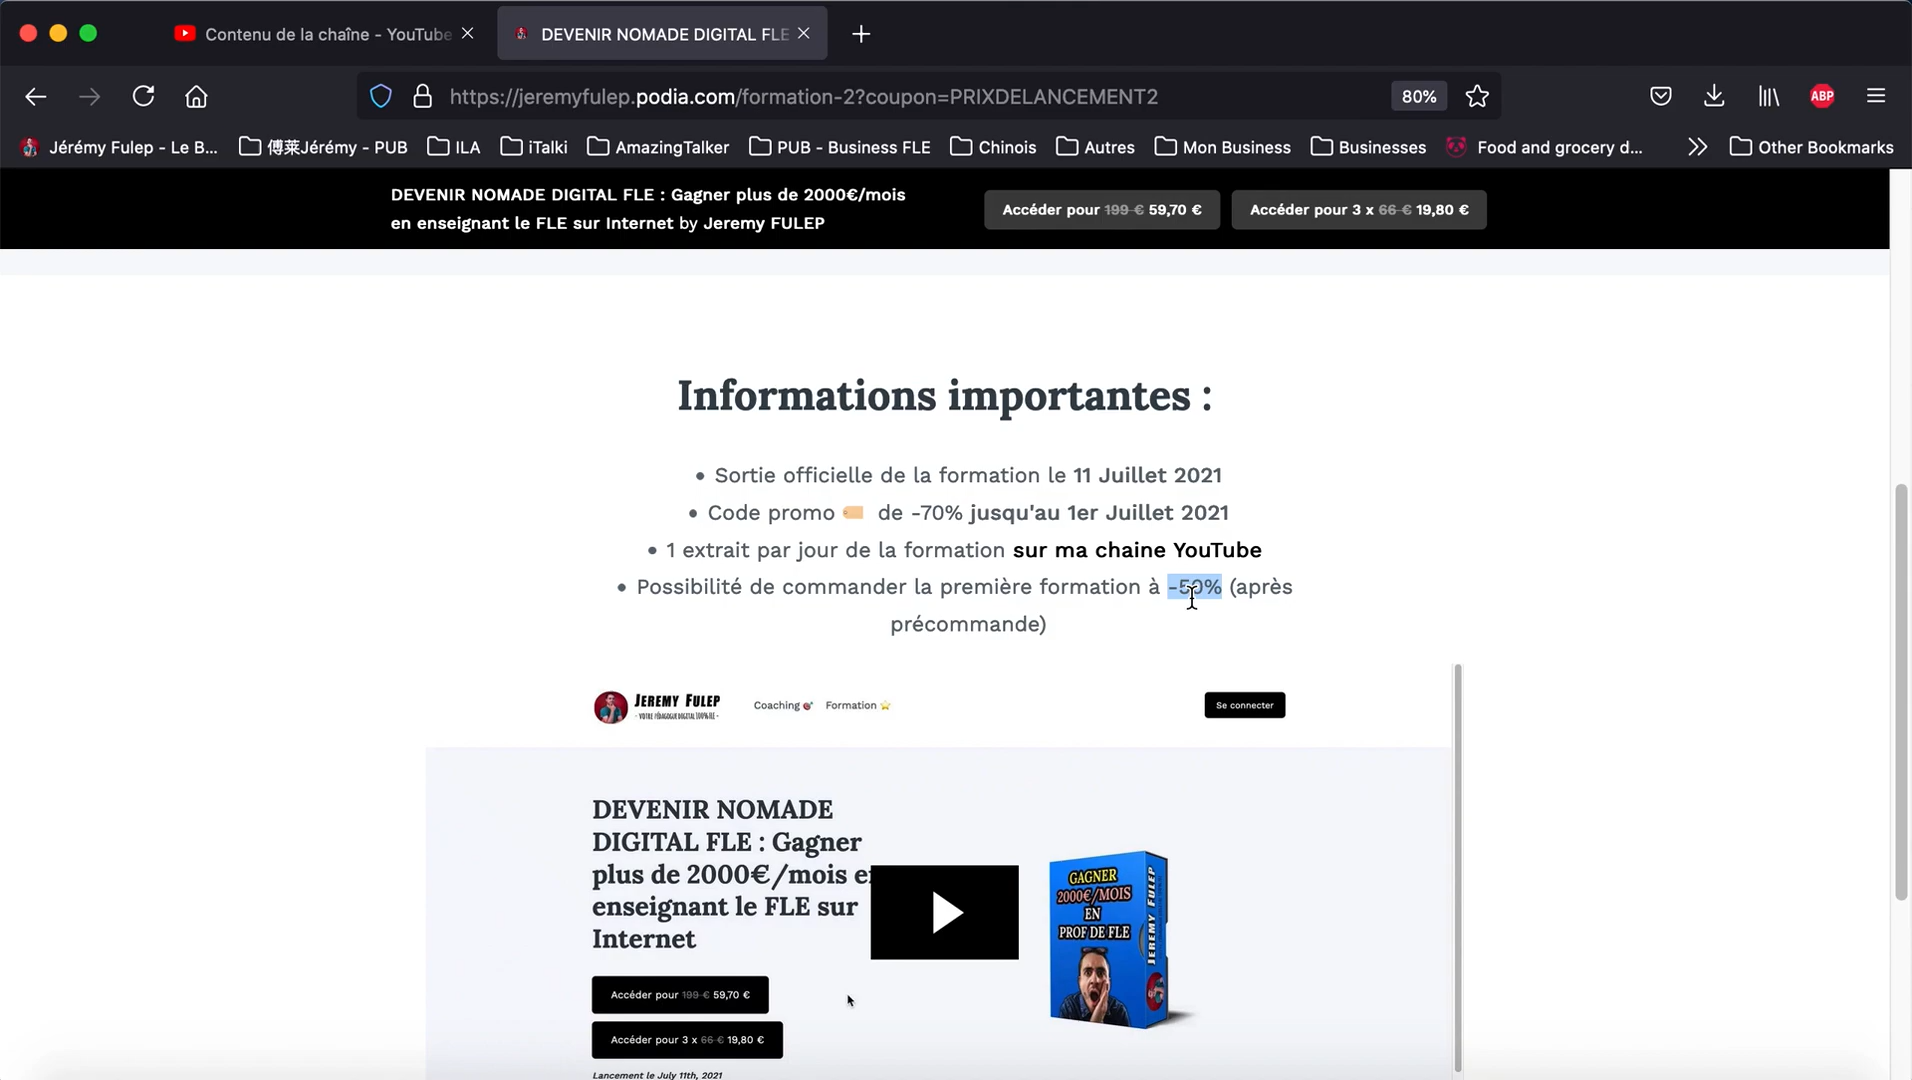 Contenu de la chaîne - YouTube
DEVENIR NOMADE DIGITAL FLE
https://jeremyfulep.podia.com/formation-2?coupon=PRIXDELANCEMENT2
80%
ABP
Jérémy Fulep - Le B...
傅莱Jérémy - PUB
ILA
iTalki
AmazingTalker
PUB - Business FLE
Chinois
Autres
Mon Business
Businesses
Food and grocery d...
Other Bookmarks
DEVENIR NOMADE DIGITAL FLE : Gagner plus de 2000€/mois
en enseignant le FLE sur Internet by Jeremy FULEP
Accéder pour 199 € 59,70 €
Accéder pour 3 x 66 € 19,80 €
Informations importantes :
• Sortie officielle de la formation le 11 Juillet 2021
• Code promo de -70% jusqu'au 1er Juillet 2021
• 1 extrait par jour de la formation sur ma chaine YouTube
• Possibilité de commander la première formation à -50% (après
précommande)
JEREMY FULEP
- VOTRE PÉDAGOGUE DIGITAL 100% FLE -
Coaching
Formation
Se connecter
DEVENIR NOMADE
DIGITAL FLE : Gagner
plus de 2000€/mois
enseignant le FLE sur
Internet
GAGNER
2000€/MOIS
EN
PROF DE FLE
JEREMY FULEP
Accéder pour 199 € 59,70 €
Accéder pour 3 x 66 € 19,80 €
Lancement le July 11th, 2021